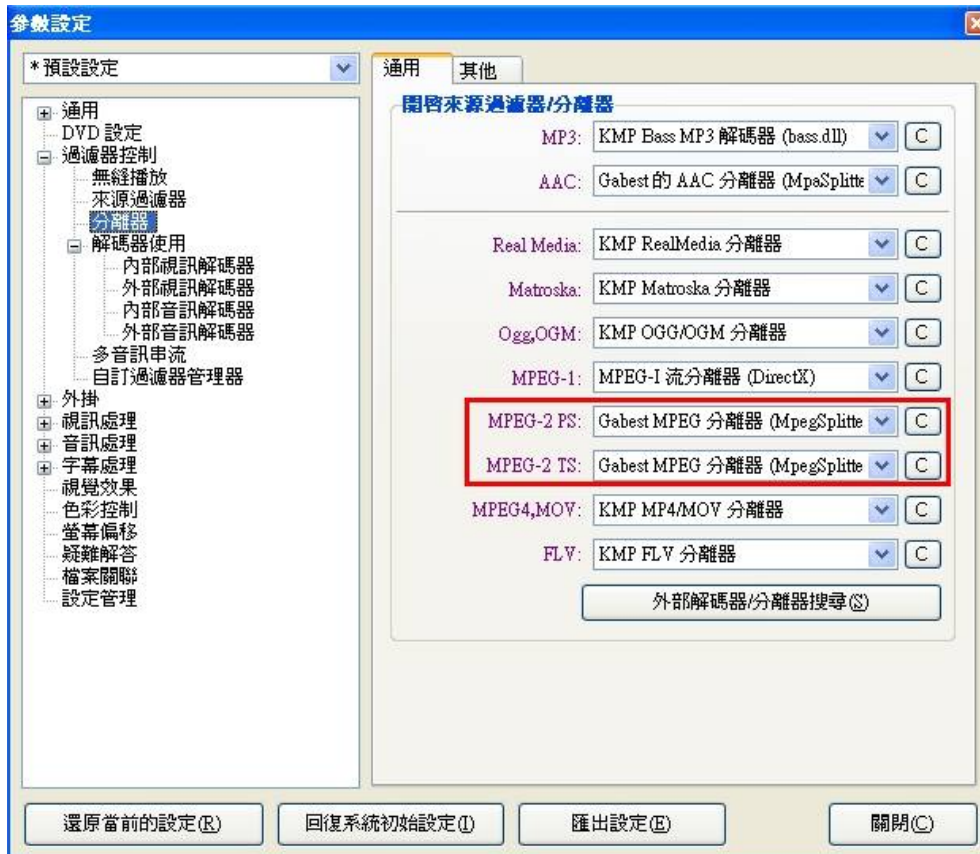 參數設定
*預設設定
通用
DVD 設定
過濾器控制
無縫播放
來源過濾器
分離器
解碼器使用
內部視訊解碼器
外部視訊解碼器
內部音訊解碼器
外部音訊解碼器
多音訊串流
自訂過濾器管理器
外掛
視訊處理
音訊處理
字幕處理
視覺效果
色彩控制
螢幕偏移
疑難解答
檔案關聯
設定管理
通用 其他
開啓來源過濾器/分離器
MP3: KMP Bass MP3 解碼器 (bass.dll) C
AAC: Gabest 的 AAC 分離器 (MpaSplitte C
Real Media: KMP RealMedia 分離器 C
Matroska: KMP Matroska 分離器 C
Ogg,OGM: KMP OGG/OGM 分離器 C
MPEG-1: MPEG-I 流分離器 (DirectX) C
MPEG-2 PS: Gabest MPEG 分離器 (MpegSplitte C
MPEG-2 TS: Gabest MPEG 分離器 (MpegSplitte C
MPEG4,MOV: KMP MP4/MOV 分離器 C
FLV: KMP FLV 分離器 C
外部解碼器/分離器搜尋(S)
還原當前的設定(R) 回復系統初始設定(I) 匯出設定(E) 關閉(C)